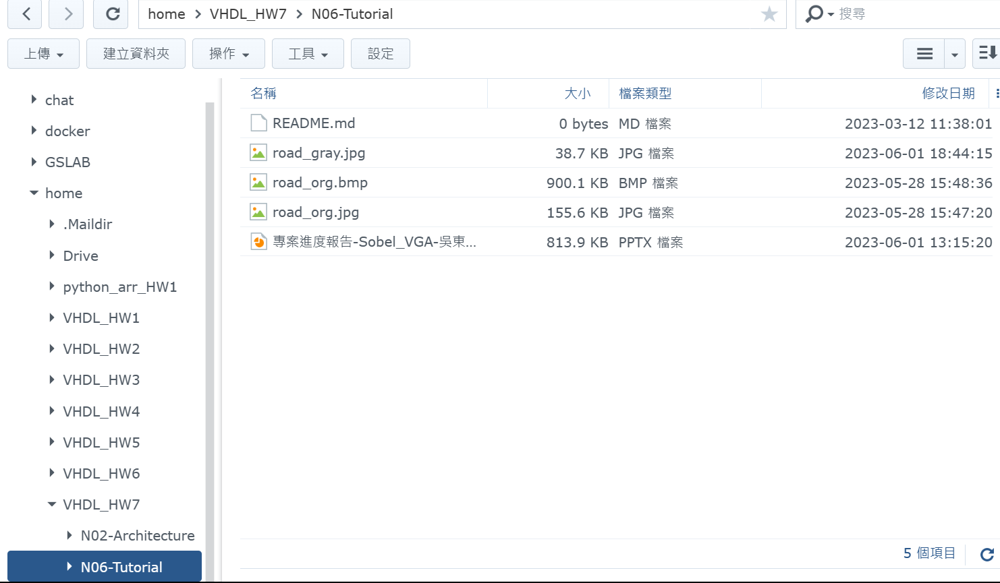 home > VHDL_HW7 > N06-Tutorial
搜尋
上傳 建立資料夾 操作 工具 設定
chat
docker
GSLAB
home
.Maildir
Drive
python_arr_HW1
VHDL_HW1
VHDL_HW2
VHDL_HW3
VHDL_HW4
VHDL_HW5
VHDL_HW6
VHDL_HW7
N02-Architecture
N06-Tutorial
名稱 大小 檔案類型 修改日期
README.md 0 bytes MD 檔案 2023-03-12 11:38:01
road_gray.jpg 38.7 KB JPG 檔案 2023-06-01 18:44:15
road_org.bmp 900.1 KB BMP 檔案 2023-05-28 15:48:36
road_org.jpg 155.6 KB JPG 檔案 2023-05-28 15:47:20
專案進度報告-Sobel_VGA-吳東... 813.9 KB PPTX 檔案 2023-06-01 13:15:20
5 個項目